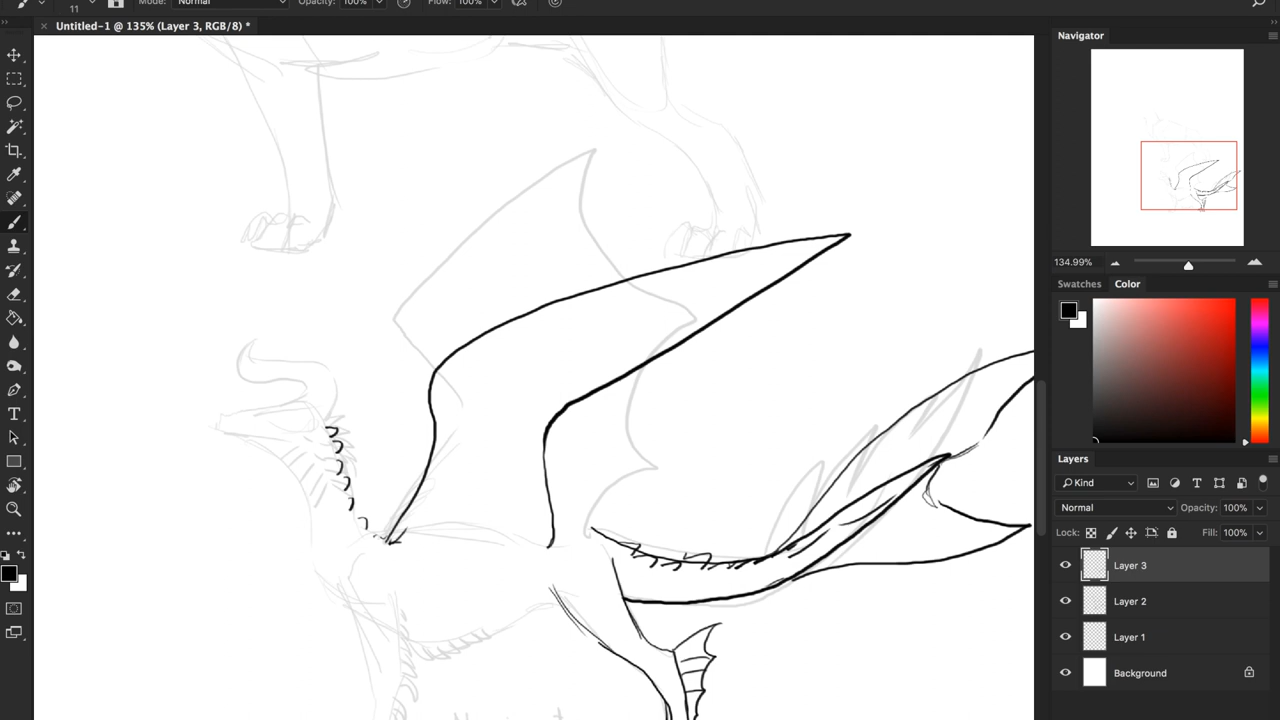 11
Mode: Normal Opacity: 100% Flow: 100%
Untitled-1 @ 135% (Layer 3, RGB/8) *
Navigator
134.99%
Swatches Color
Layers
Kind
Normal Opacity: 100%
Lock: Fill: 100%
Layer 3
Layer 2
Layer 1
Background